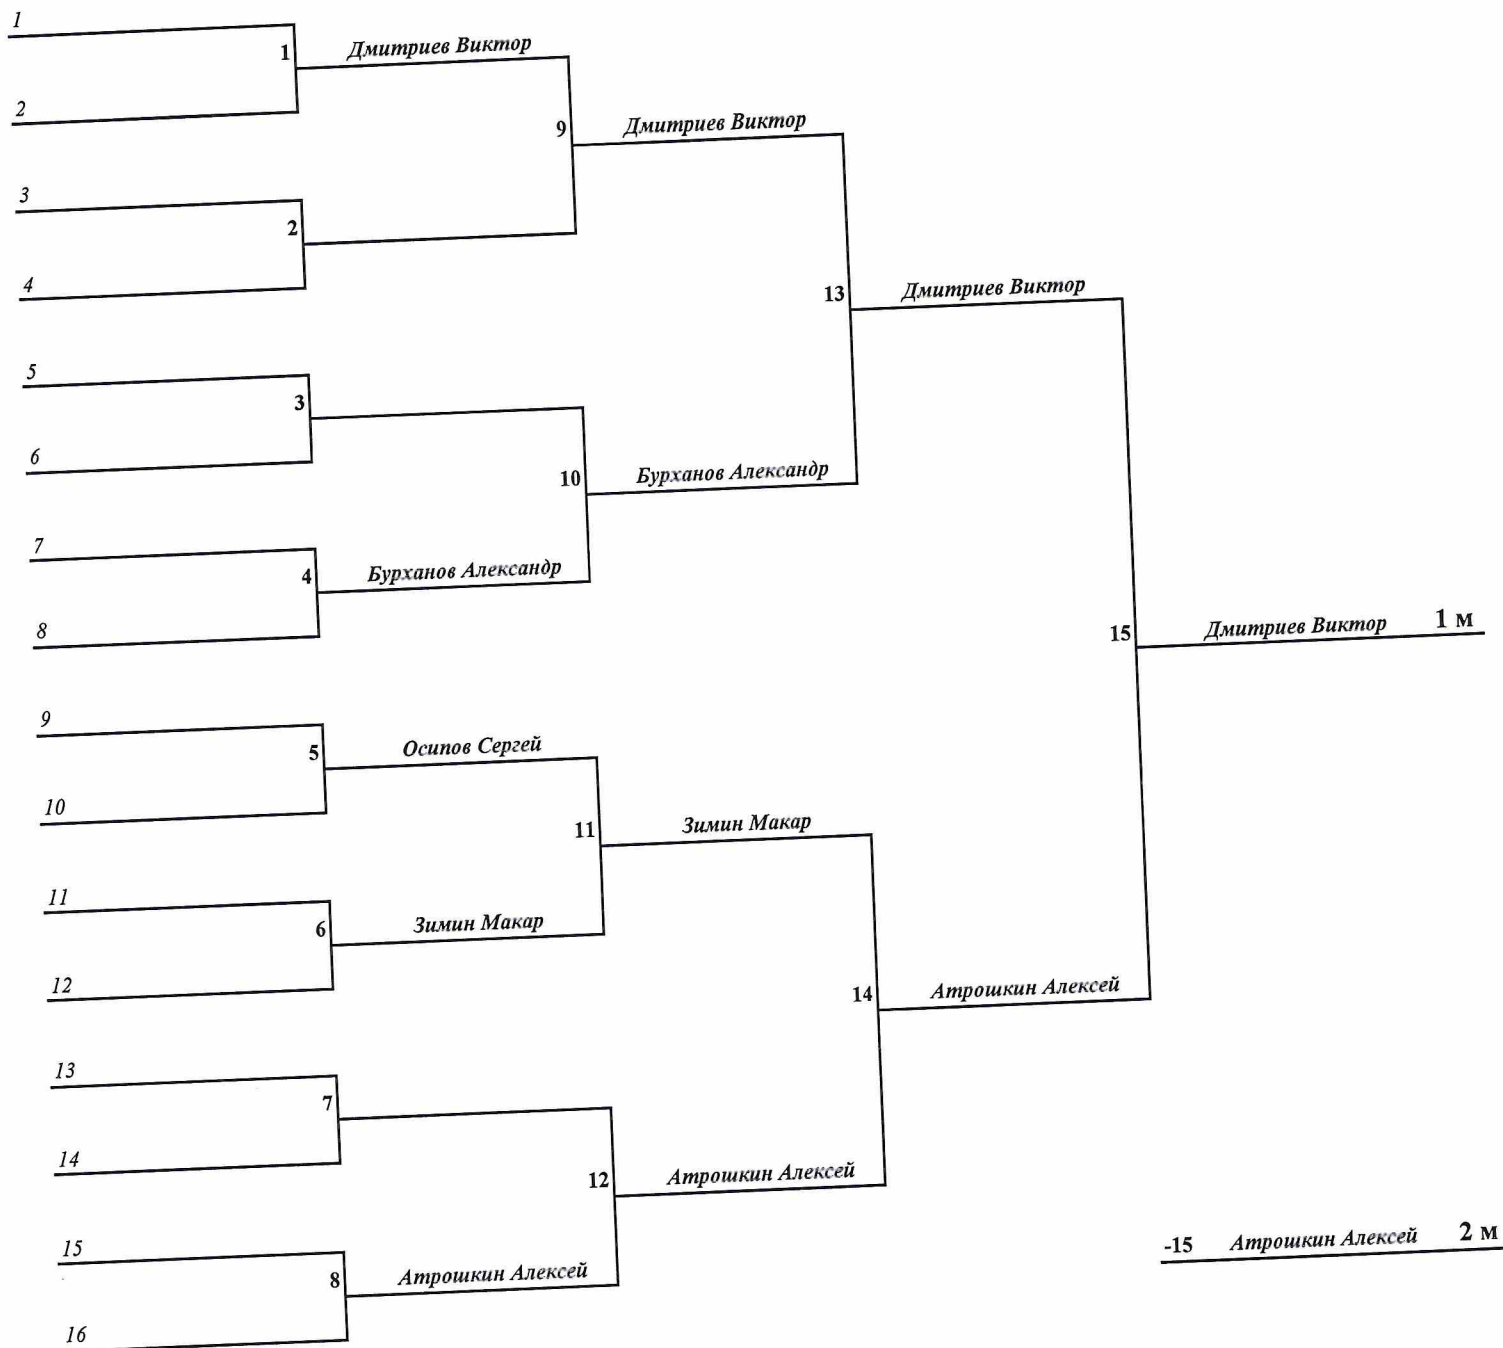 1
1 Дмитриев Виктор
2
9 Дмитриев Виктор
3
2
4
13 Дмитриев Виктор
5
3
6
10 Бурханов Александр
7
4 Бурханов Александр
8
15 Дмитриев Виктор 1 м
9
5 Осипов Сергей
10
11 Зимин Макар
11
6 Зимин Макар
12
14 Атрошкин Алексей
13
7
14
12 Атрошкин Алексей
15
-15 Атрошкин Алексей 2 м
8 Атрошкин Алексей
16